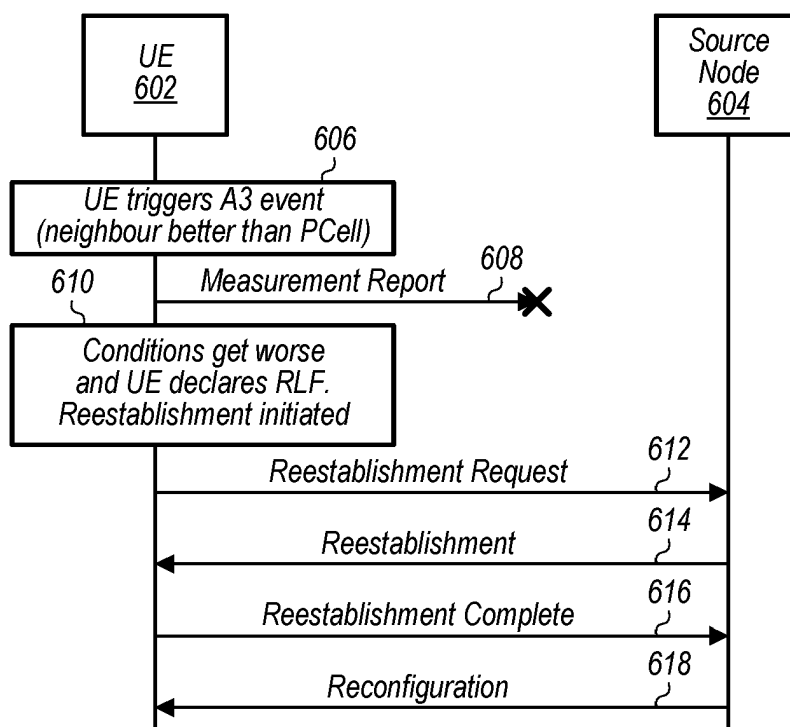 UE
602
Source
Node
604
606
UE triggers A3 event
(neighbour better than PCell)
608
Measurement Report
610
Conditions get worse
and UE declares RLF.
Reestablishment initiated
612
Reestablishment Request
614
Reestablishment
616
Reestablishment Complete
618
Reconfiguration